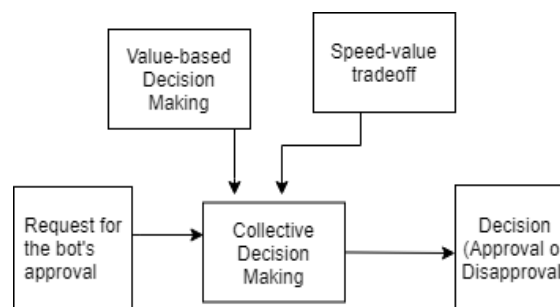 Value-based
Decision
Making
Speed-value
tradeoff
Request for
the bot's
approval
Collective
Decision
Making
Decision
(Approval o
Disapproval